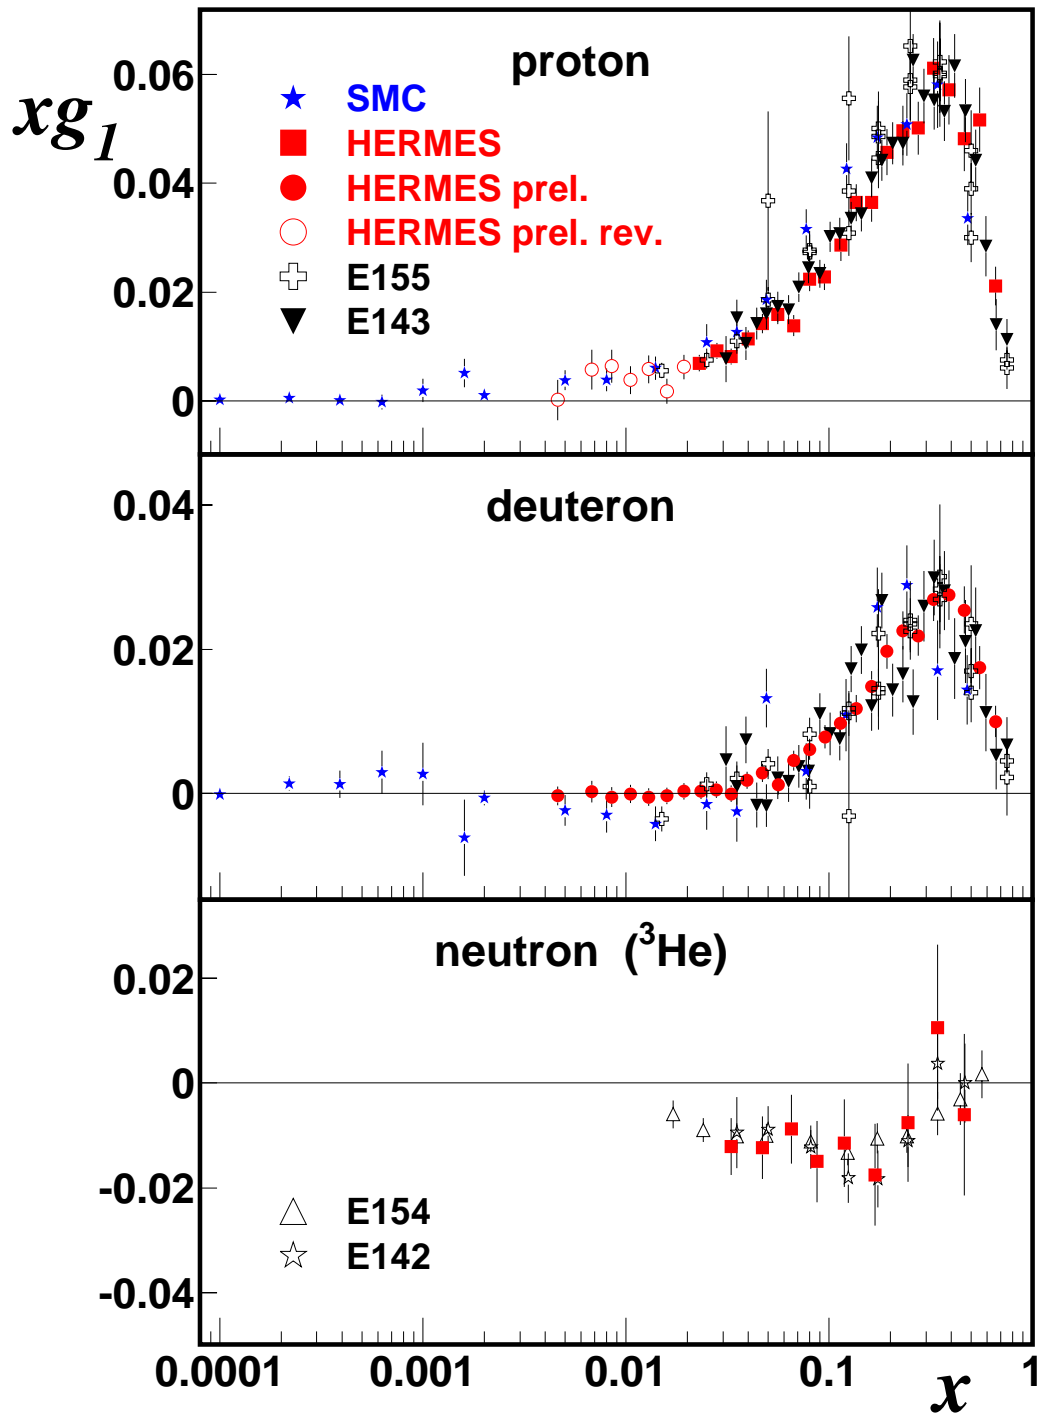 proton
xg1
0.06
0.04
0.02
0
SMC
HERMES
HERMES prel.
HERMES prel. rev.
E155
E143
deuteron
0.04
0.02
0
neutron (³He)
0.02
0
-0.02
-0.04
E154
E142
0.0001 0.001 0.01 0.1 1
x